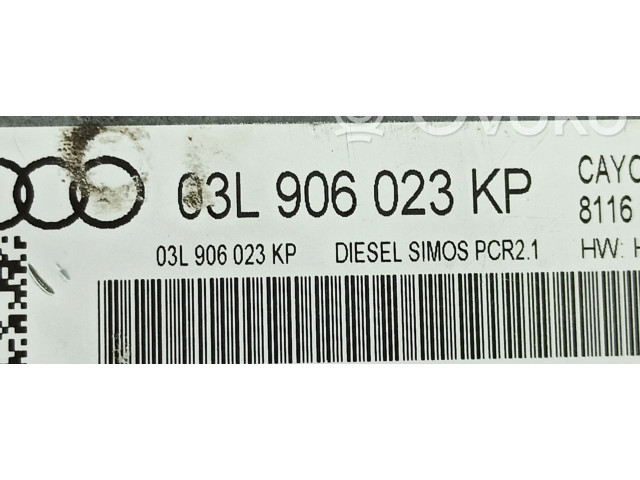 03L 906 023 KP CAYC
03L 906 023 KP DIESEL SIMOS PCR2.1 8116
HW: H